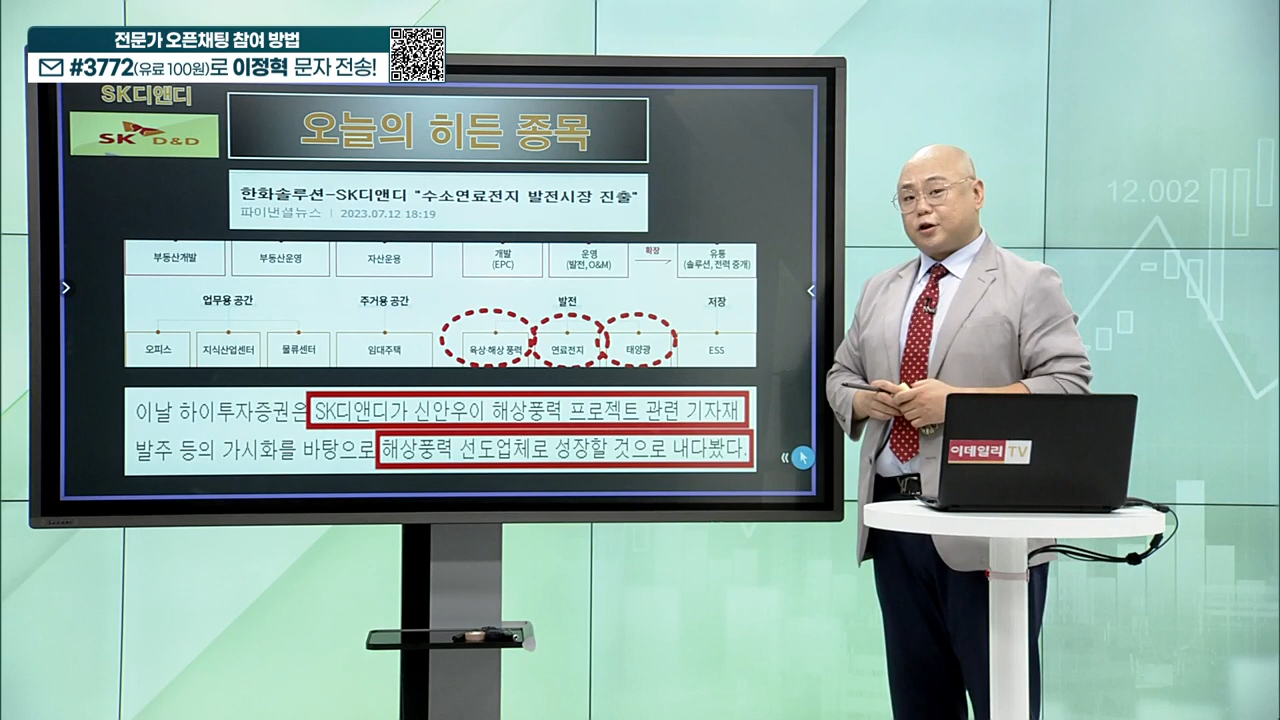 전문가 오픈채팅 참여 방법
#3772(유료 100원)로 이정혁 문자 전송!
SK디앤디
SK D&D
오늘의 히든 종목
한화솔루션-SK디앤디 "수소연료전지 발전시장 진출"
파이낸셜뉴스 | 2023.07.12 18:19
부동산개발 부동산운영 자산운용 개발 (EPC) 운영 (발전, O&M) 확장 유통 (솔루션, 전력 중개)
업무용 공간 주거용 공간 발전 저장
오피스 지식산업센터 물류센터 임대주택 육상·해상 풍력 연료전지 태양광 ESS
이날 하이투자증권은 SK디앤디가 신안우이 해상풍력 프로젝트 관련 기자재
발주 등의 가시화를 바탕으로 해상풍력 선도업체로 성장할 것으로 내다봤다.
12.002
이데일리TV